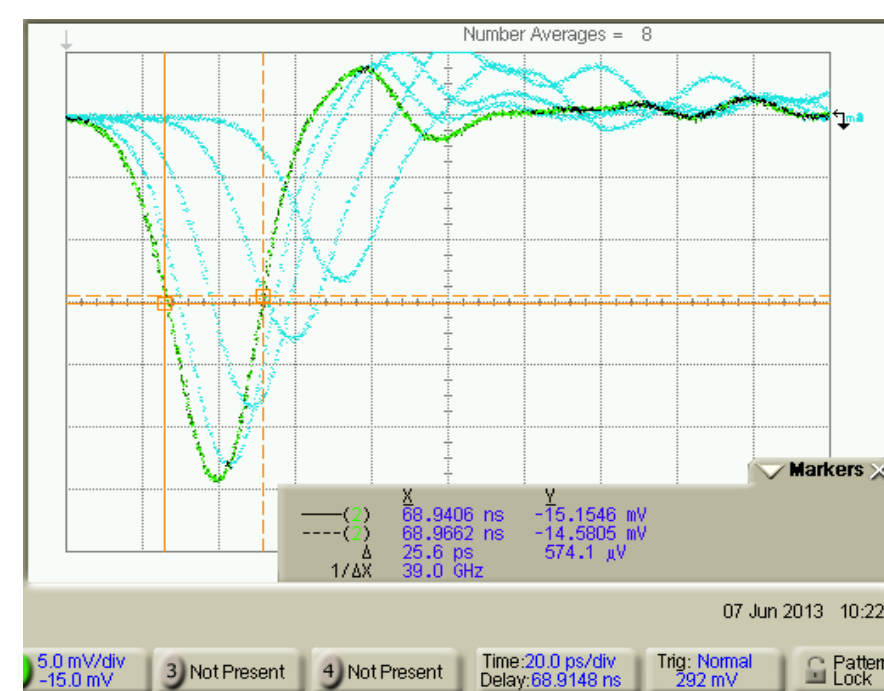 Number Averages = 8
Markers
X Y
(2) 68.9406 ns -15.1546 mV
(2) 68.9662 ns -14.5805 mV
Δ 25.6 ps 574.1 µV
1/ΔX 39.0 GHz
07 Jun 2013 10:22
5.0 mV/div
-15.0 mV
3) Not Present
4) Not Present
Time:20.0 ps/div
Delay:68.9148 ns
Trig: Normal
292 mV
Pattern
Lock